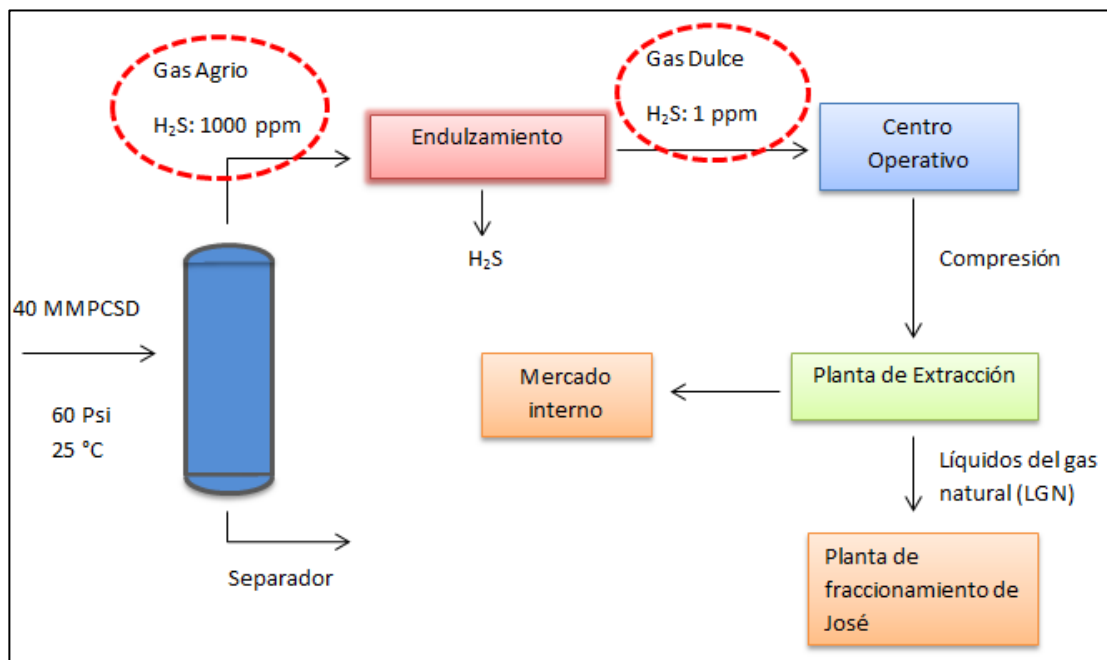 Gas Agrio
H₂S: 1000 ppm
Endulzamiento
Gas Dulce
H₂S: 1 ppm
Centro
Operativo
H₂S
Compresión
40 MMPCSD
60 Psi
25 °C
Mercado
interno
Planta de Extracción
Líquidos del gas
natural (LGN)
Separador
Planta de
fraccionamiento de
José